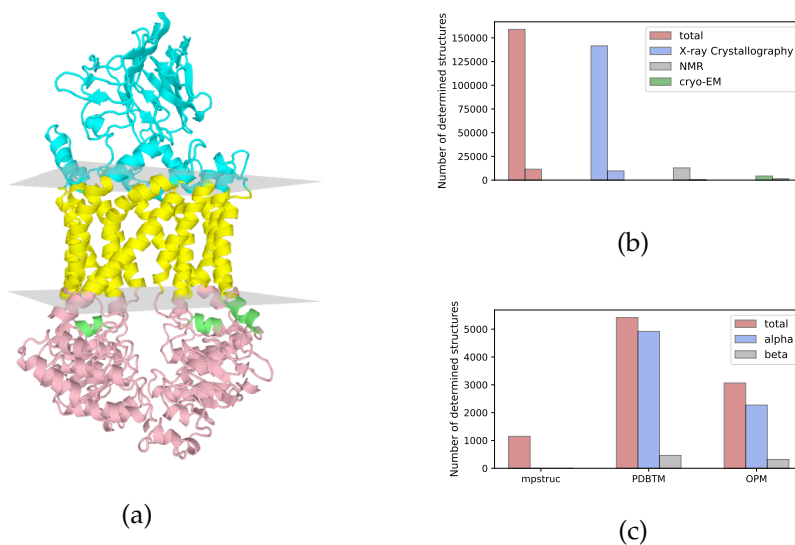 (a)
Number of determined structures
150000
125000
100000
75000
50000
25000
0
total
X-ray Crystallography
NMR
cryo-EM
(b)
Number of determined structures
5000
4000
3000
2000
1000
0
total
alpha
beta
mpstruc PDBTM OPM
(c)